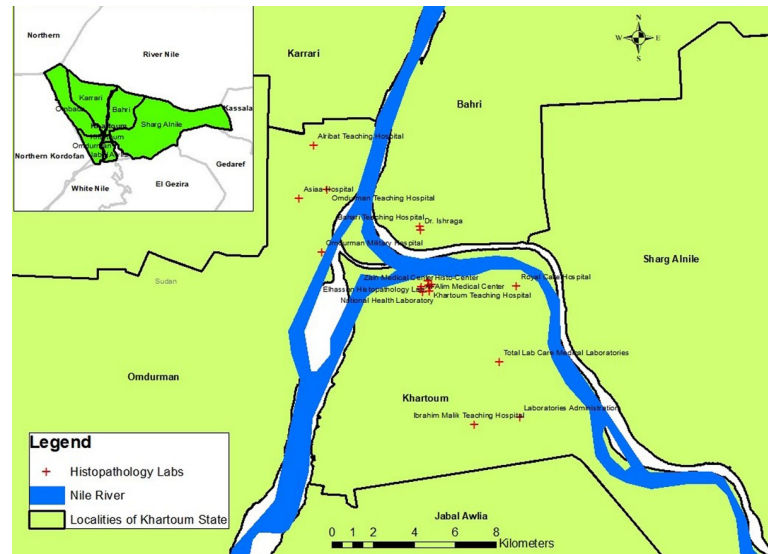 Northern
River Nile
Karrari
Bahri
Sharg Alnile
Kassala
Northern Kordofan
White Nile
El Gezira
Gedaref
N
W E
S
Karrari
Bahri
Alribat Teaching Hospital
Asiaa Hospital
Omdurman Teaching Hospital
Bahari Teaching Hospital
Dr. Ishraga
Omdurman Military Hospital
Sharg Alnile
Sudan
Zain Medical Center
Histo Center
Royal Care Hospital
Elhassan Histopathology Lab
Alim Medical Center
National Health Laboratory
Khartoum Teaching Hospital
Total Lab Care Medical Laboratories
Omdurman
Khartoum
Laboratories Administration
Ibrahim Malik Teaching Hospital
Legend
Histopathology Labs
Nile River
Localities of Khartoum State
Jabal Awlia
0 1 2 4 6 8
Kilometers